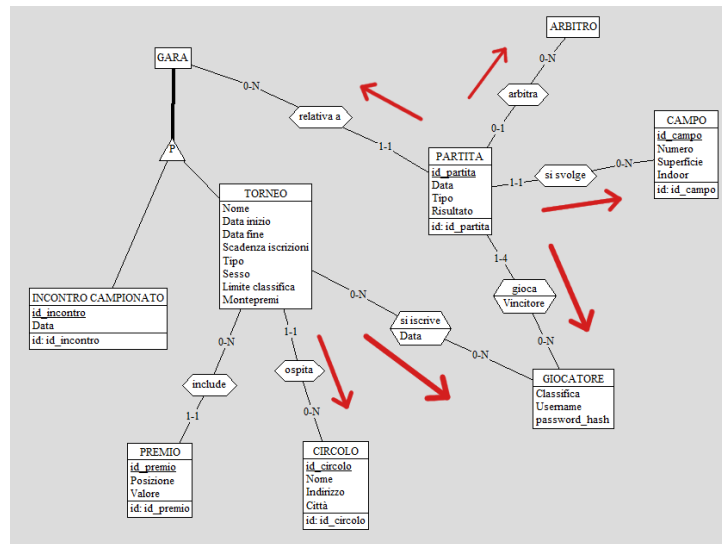 ARBITRO
GARA
0-N
0-N
arbitra
relativa a
0-1
1-1
CAMPO
id_campo
Numero
Superficie
Indoor
id: id_campo
PARTITA
id_partita
Data
Tipo
Risultato
id: id_partita
1-1
si svolge
0-N
P
TORNEO
Nome
Data inizio
Data fine
Scadenza iscrizioni
Tipo
Sesso
Limite classifica
Montepremi
1-4
gioca
Vincitore
0-N
INCONTRO CAMPIONATO
id_incontro
Data
id: id_incontro
0-N
si iscrive
Data
0-N
0-N
include
1-1
1-1
ospita
0-N
GIOCATORE
Classifica
Username
password_hash
PREMIO
id_premio
Posizione
Valore
id: id_premio
CIRCOLO
id_circolo
Nome
Indirizzo
Città
id: id_circolo